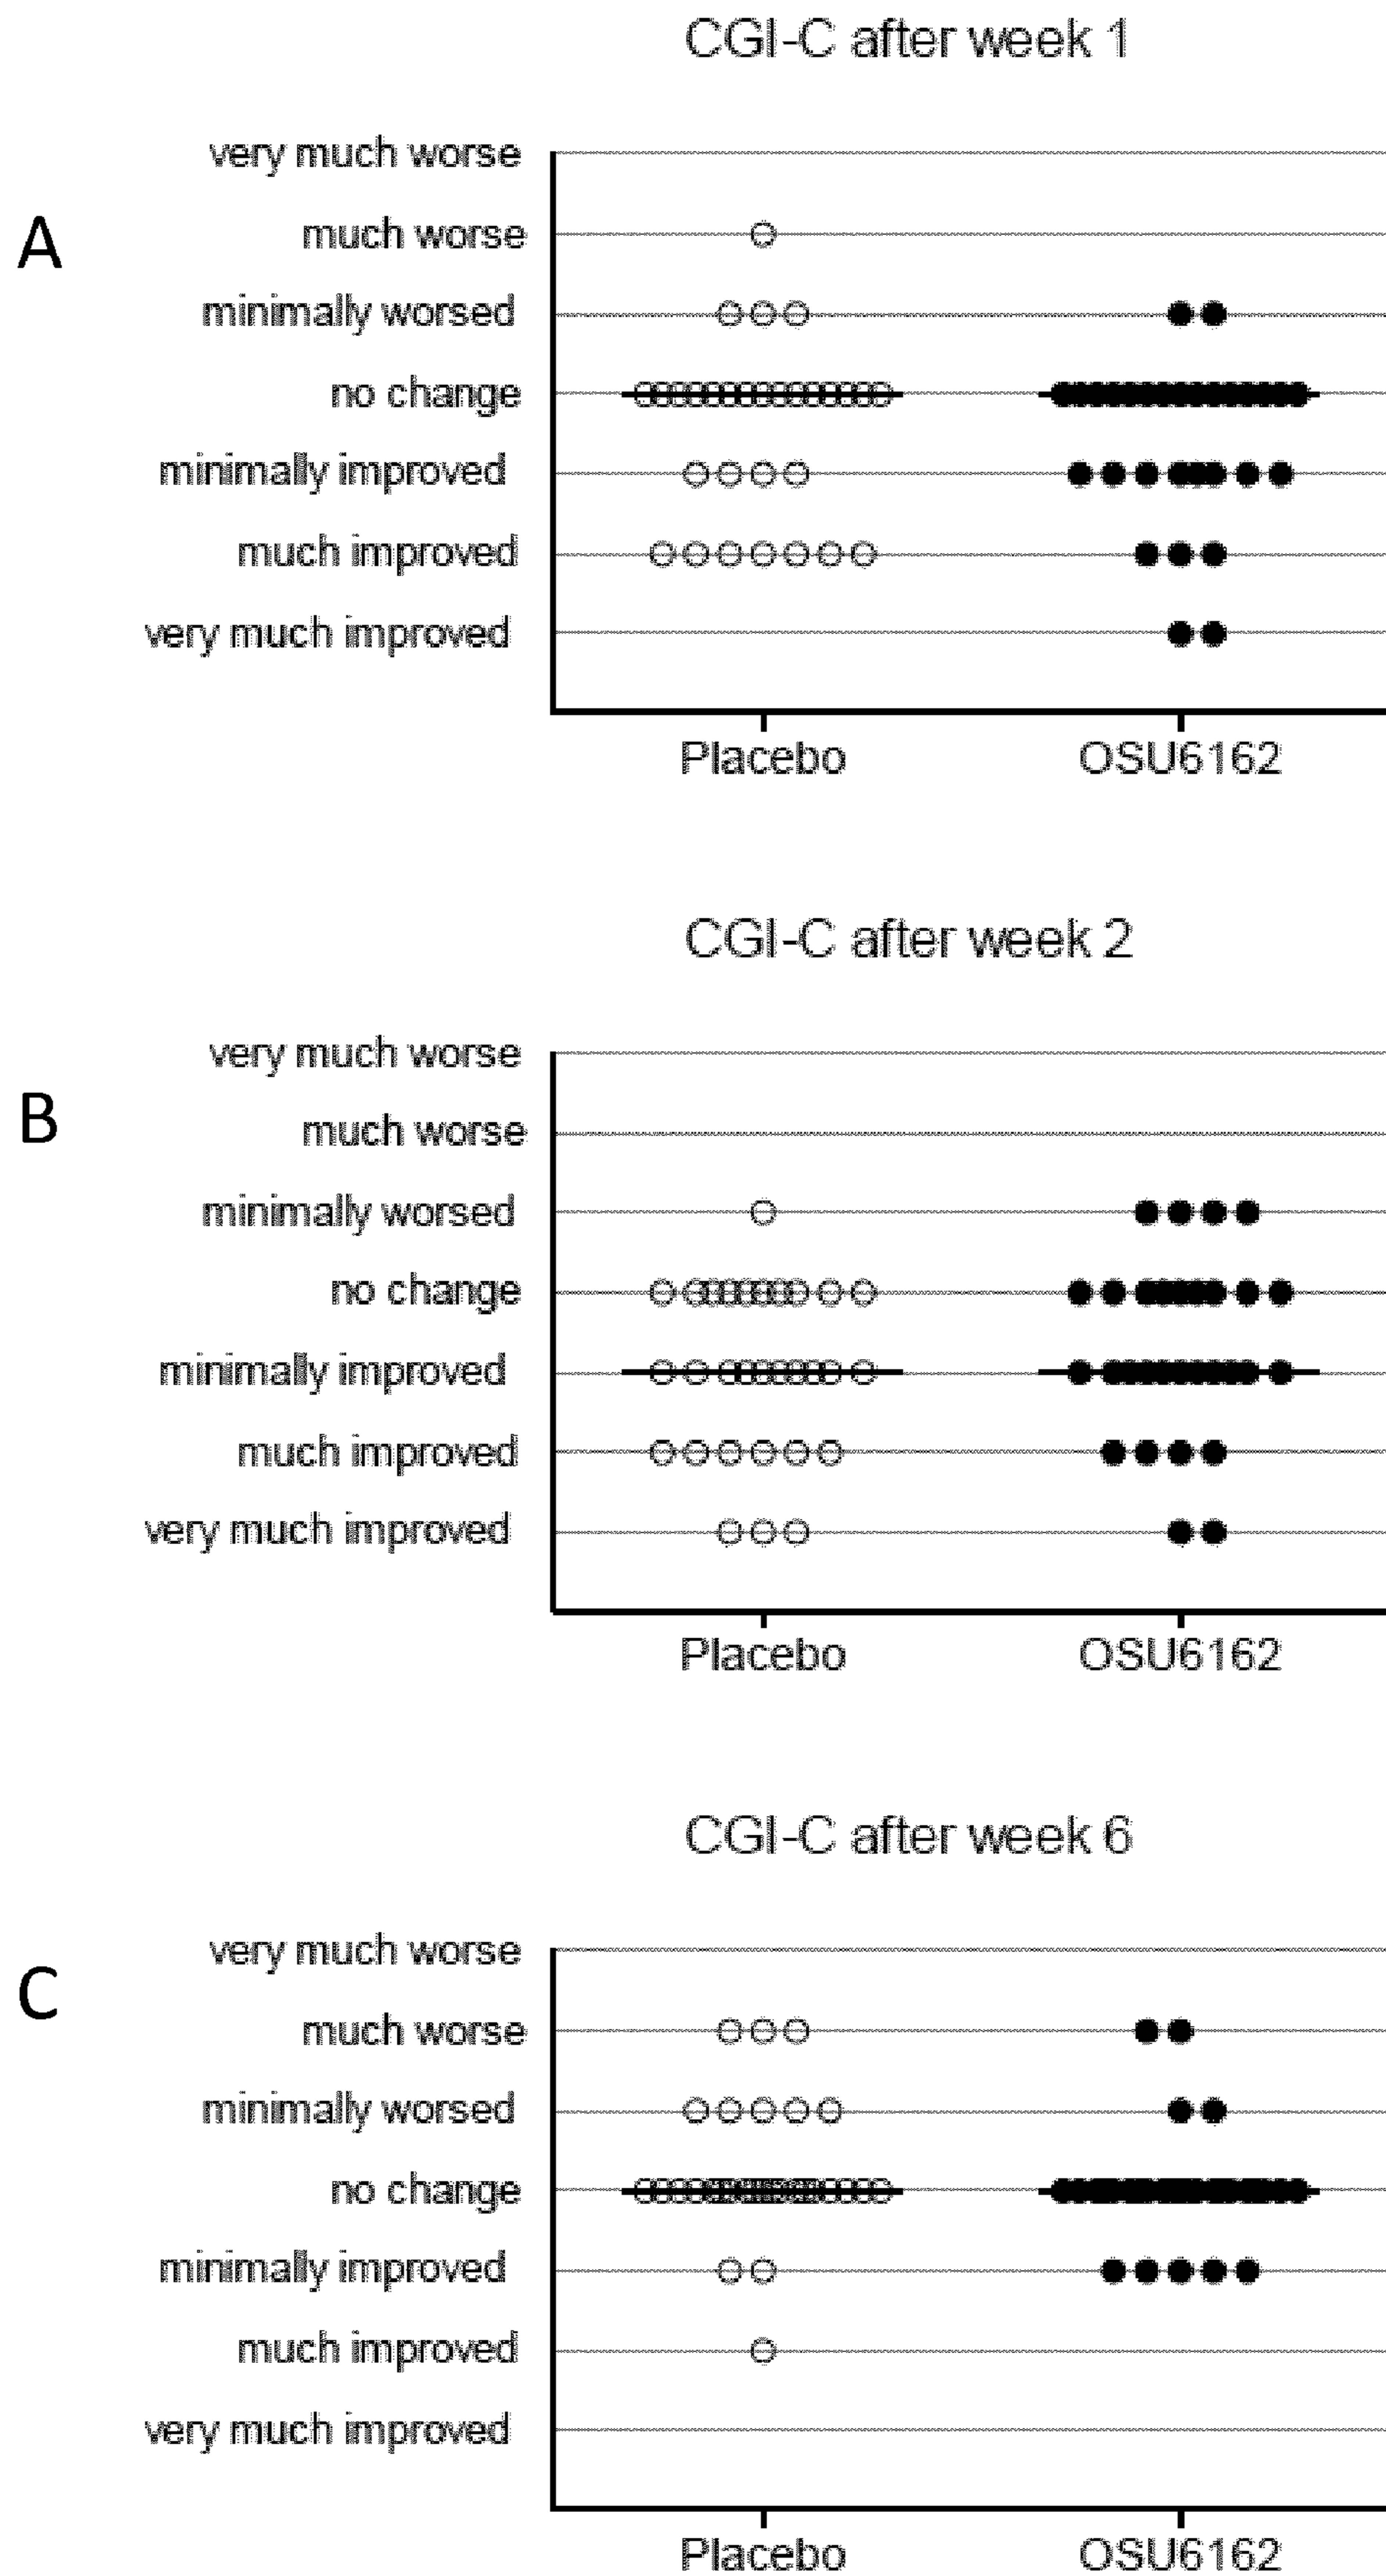 CGI-C after week 1
very much worse
A
much worse
minimally worsed
no change
minimally improved
much improved
very much improved
Placebo OSU6162
CGI-C after week 2
very much worse
B
much worse
minimally worsed
no change
minimally improved
much improved
very much improved
Placebo OSU6162
CGI-C after week 6
very much worse
C
much worse
minimally worsed
no change
minimally improved
much improved
very much improved
Placebo OSU6162